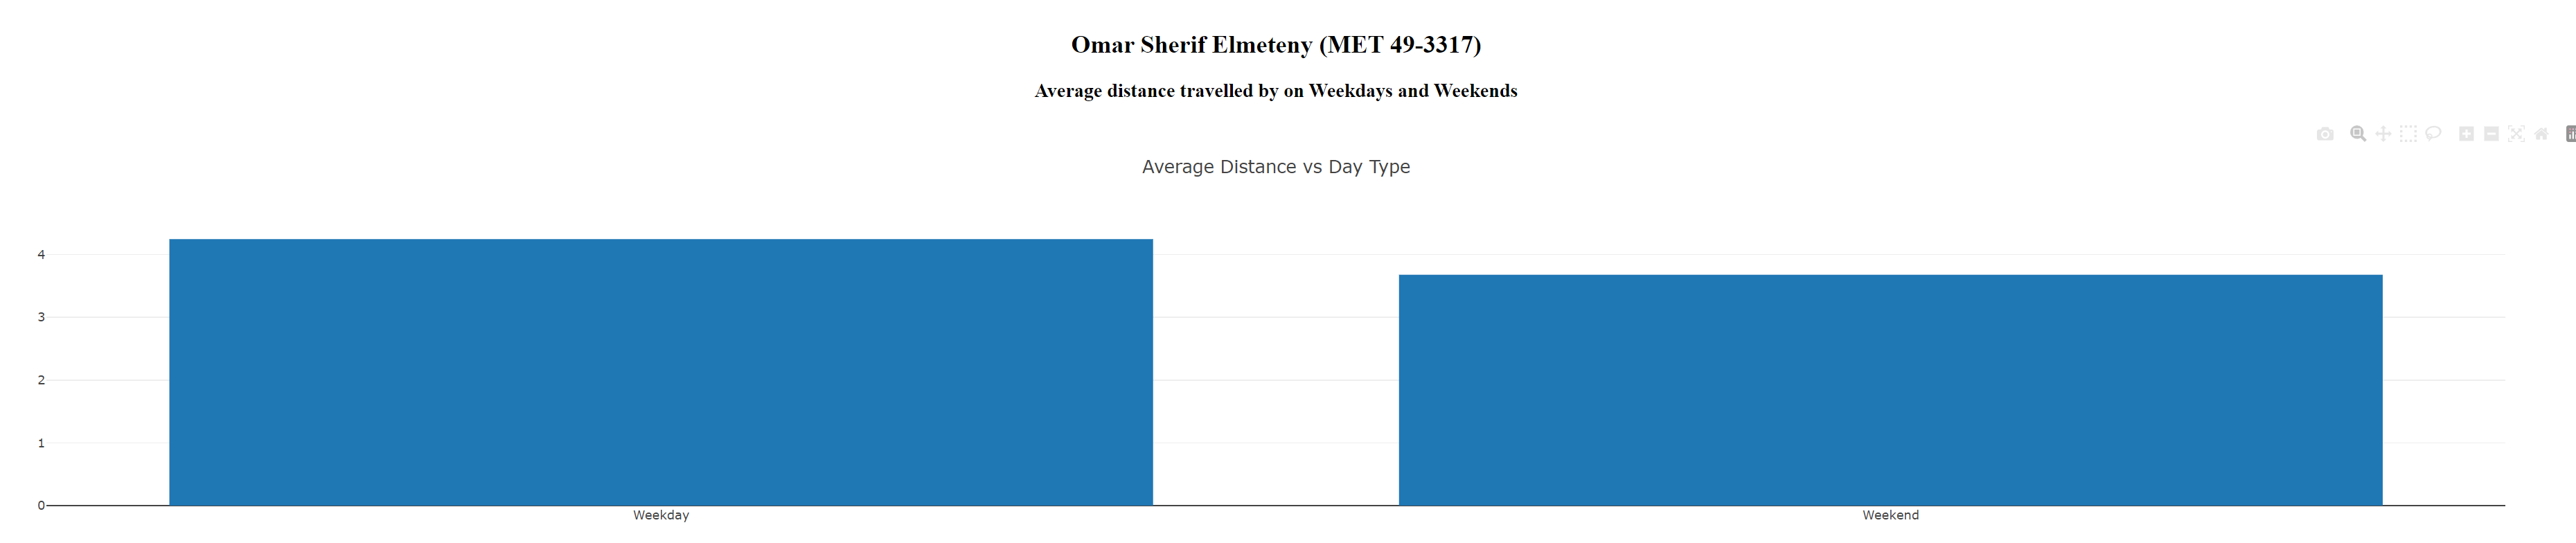 Omar Sherif Elmeteny (MET 49-3317)
Average distance travelled by on Weekdays and Weekends
Average Distance vs Day Type
4
3
2
1
0
Weekday
Weekend